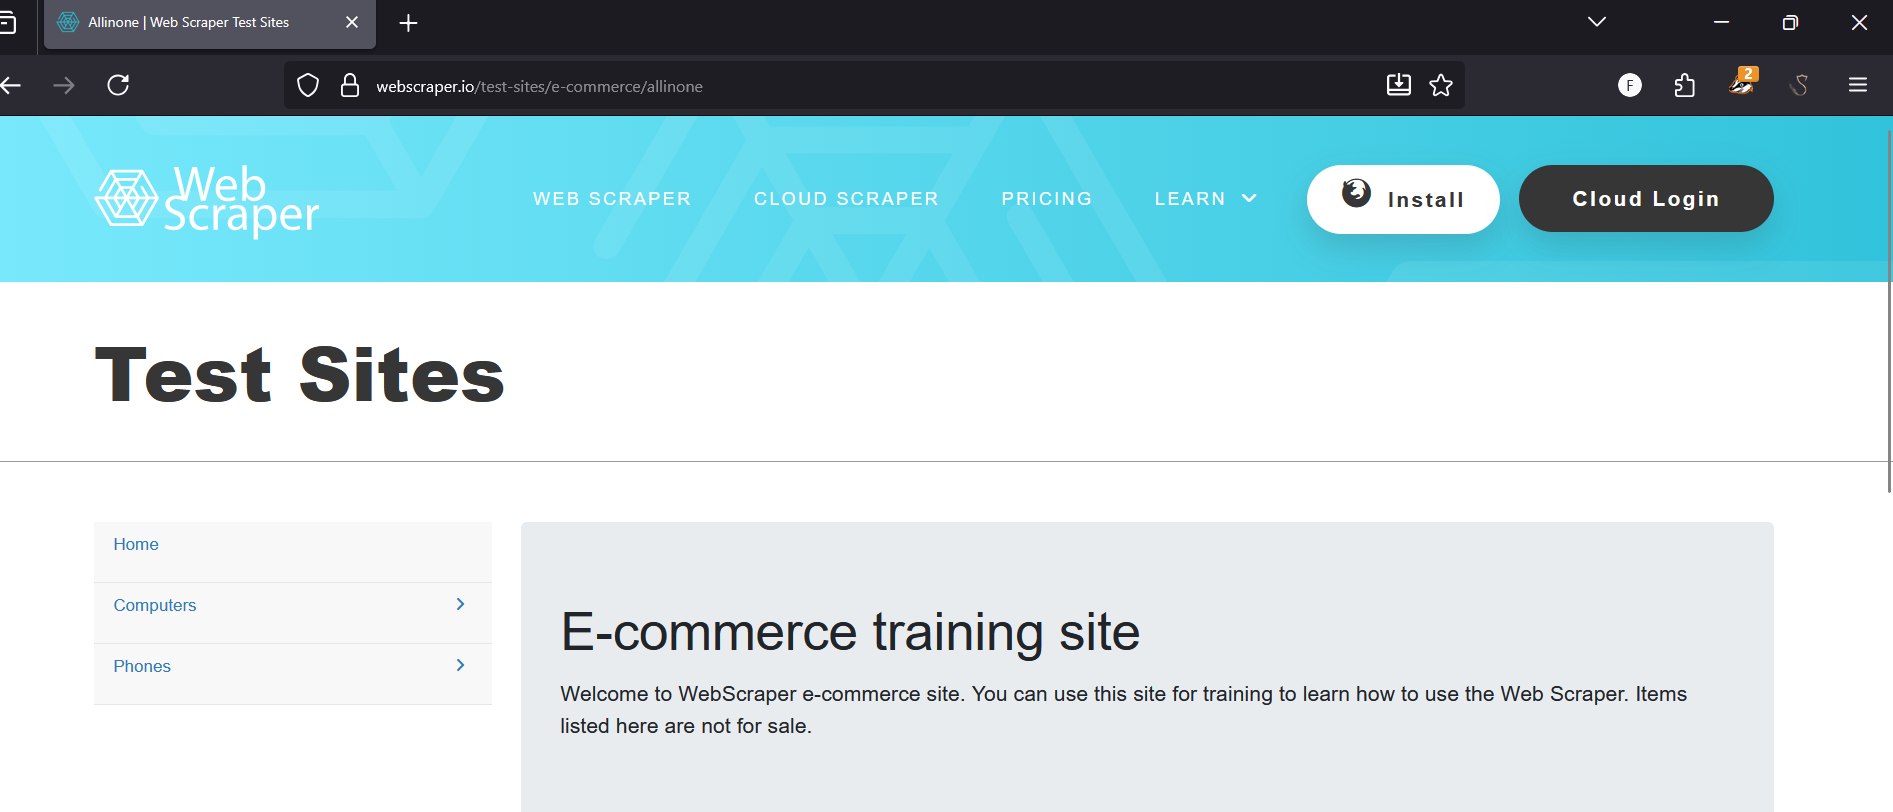 Allinone | Web Scraper Test Sites
webscraper.io/test-sites/e-commerce/allinone
F
2
Web
Scraper
WEB SCRAPER
CLOUD SCRAPER
PRICING
LEARN
Install
Cloud Login
Test Sites
Home
Computers
Phones
E-commerce training site
Welcome to WebScraper e-commerce site. You can use this site for training to learn how to use the Web Scraper. Items
listed here are not for sale.